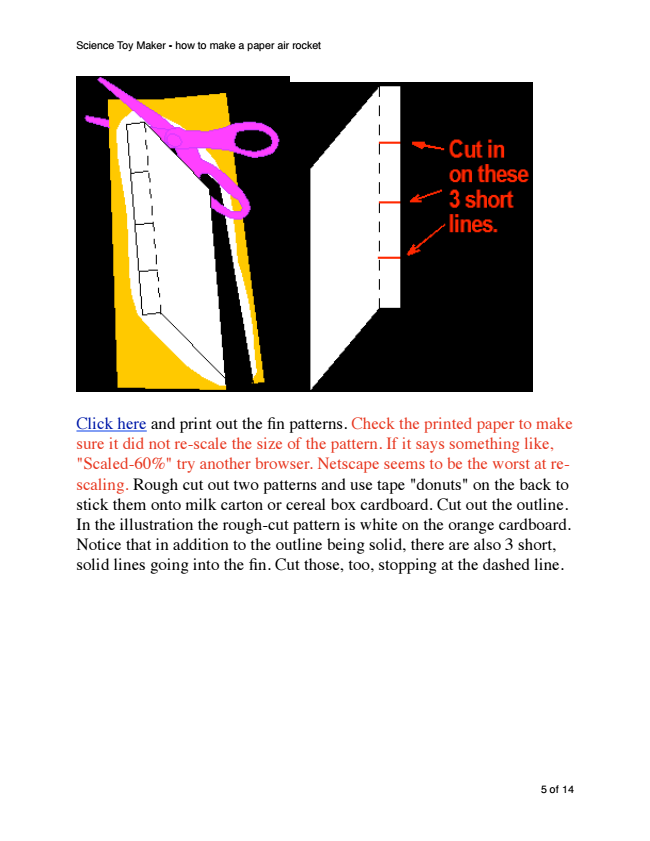 Science Toy Maker - how to make a paper air rocket
Cut in
on these
3 short
lines.
Click here and print out the fin patterns. Check the printed paper to make
sure it did not re-scale the size of the pattern. If it says something like,
"Scaled-60%" try another browser. Netscape seems to be the worst at re-
scaling. Rough cut out two patterns and use tape "donuts" on the back to
stick them onto milk carton or cereal box cardboard. Cut out the outline.
In the illustration the rough-cut pattern is white on the orange cardboard.
Notice that in addition to the outline being solid, there are also 3 short,
solid lines going into the fin. Cut those, too, stopping at the dashed line.
5 of 14